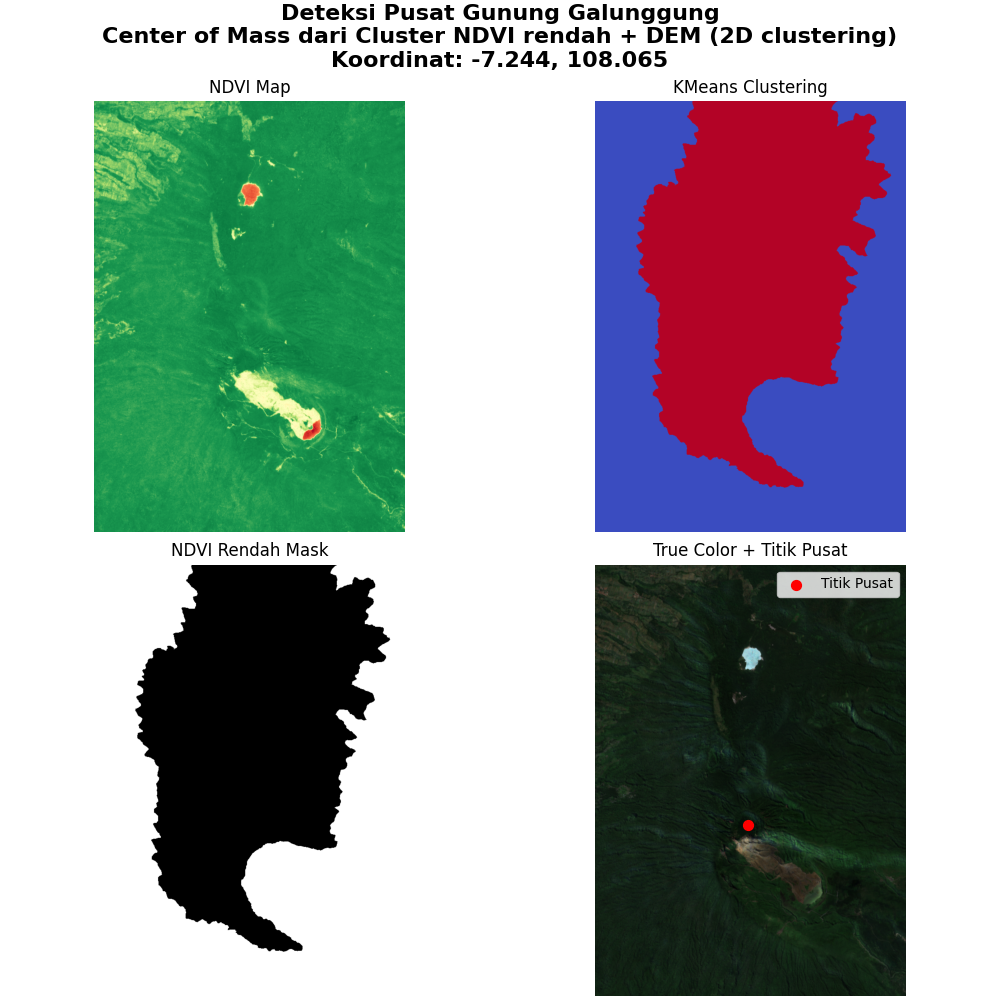 Deteksi Pusat Gunung Galunggung
Center of Mass dari Cluster NDVI rendah + DEM (2D clustering)
Koordinat: -7.244, 108.065
NDVI Map
KMeans Clustering
NDVI Rendah Mask
True Color + Titik Pusat
Titik Pusat